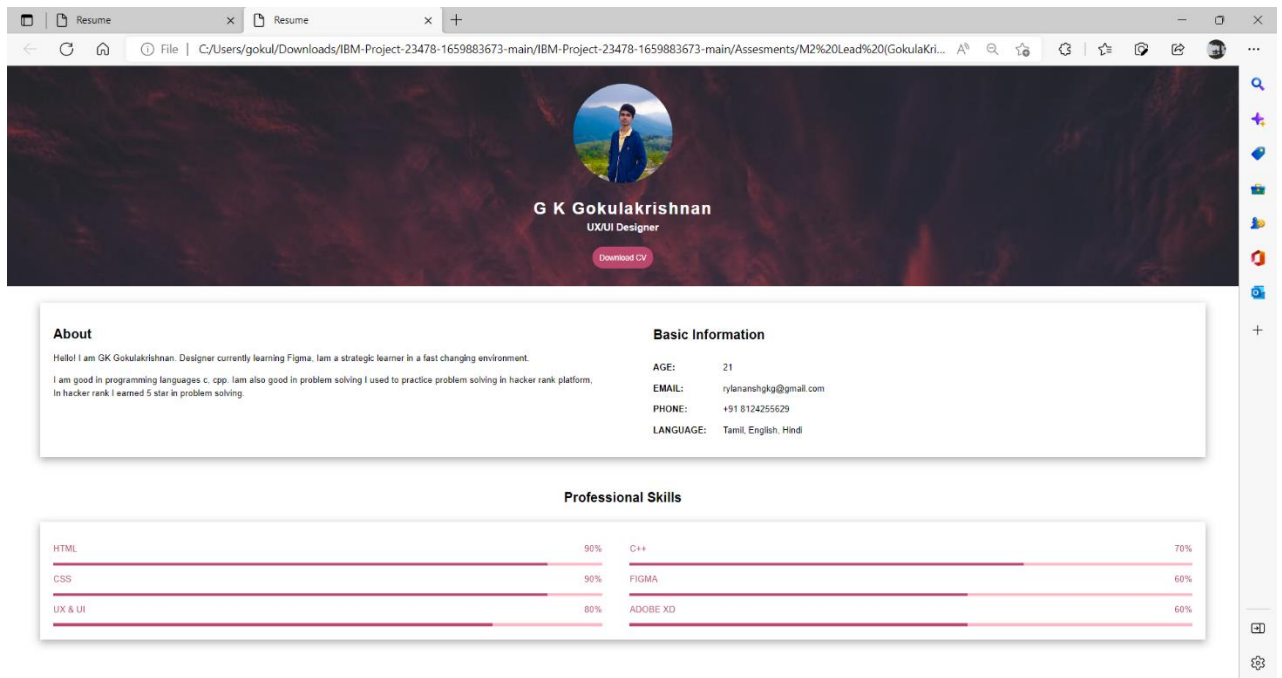 Resume
Resume
File
C:/Users/gokul/Downloads/IBM-Project-23478-1659883673-main/IBM-Project-23478-1659883673-main/Assesments/M2%20Lead%20(GokulaKri...
G K Gokulakrishnan
UX/UI Designer
Download CV
About
Hello! I am GK Gokulakrishnan. Designer currently learning Figma, Iam a strategic learner in a fast changing environment.
I am good in programming languages c, cpp. Iam also good in problem solving I used to practice problem solving in hacker rank platform,
In hacker rank I earned 5 star in problem solving.
Basic Information
AGE: 21
EMAIL: rylananshgkg@gmail.com
PHONE: +91 8124255629
LANGUAGE: Tamil, English, Hindi
Professional Skills
HTML 90%
CSS 90%
UX & UI 80%
C++ 70%
FIGMA 60%
ADOBE XD 60%